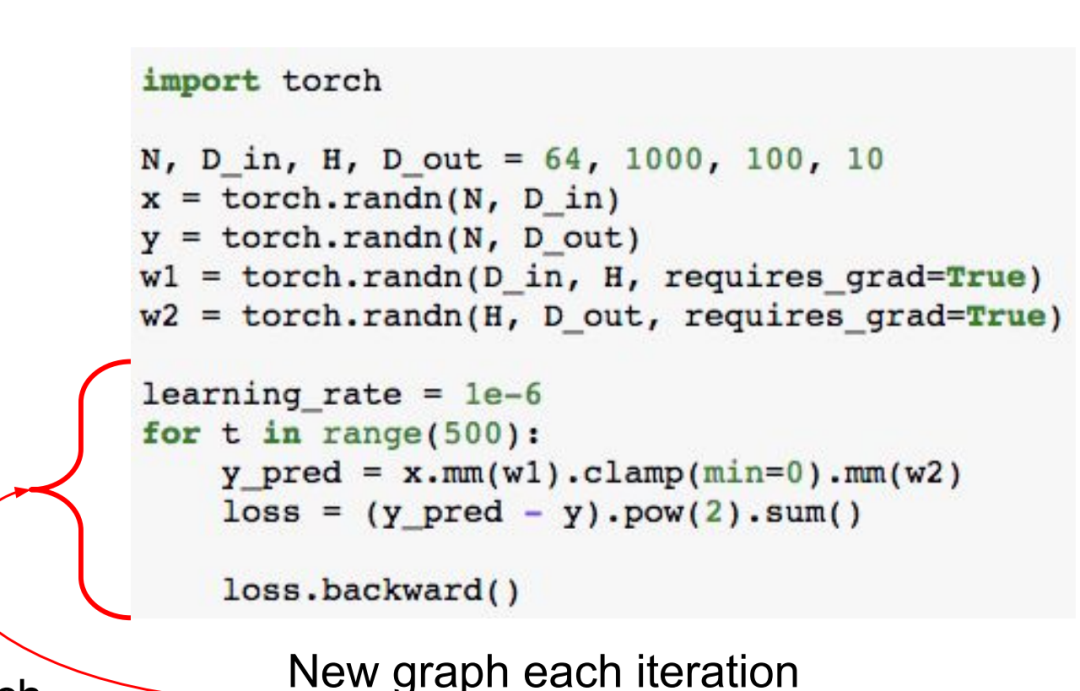 import torch
N, D_in, H, D_out = 64, 1000, 100, 10
x = torch.randn(N, D_in)
y = torch.randn(N, D_out)
w1 = torch.randn(D_in, H, requires_grad=True)
w2 = torch.randn(H, D_out, requires_grad=True)
learning_rate = 1e-6
for t in range(500):
    y_pred = x.mm(w1).clamp(min=0).mm(w2)
    loss = (y_pred - y).pow(2).sum()
    loss.backward()
New graph each iteration